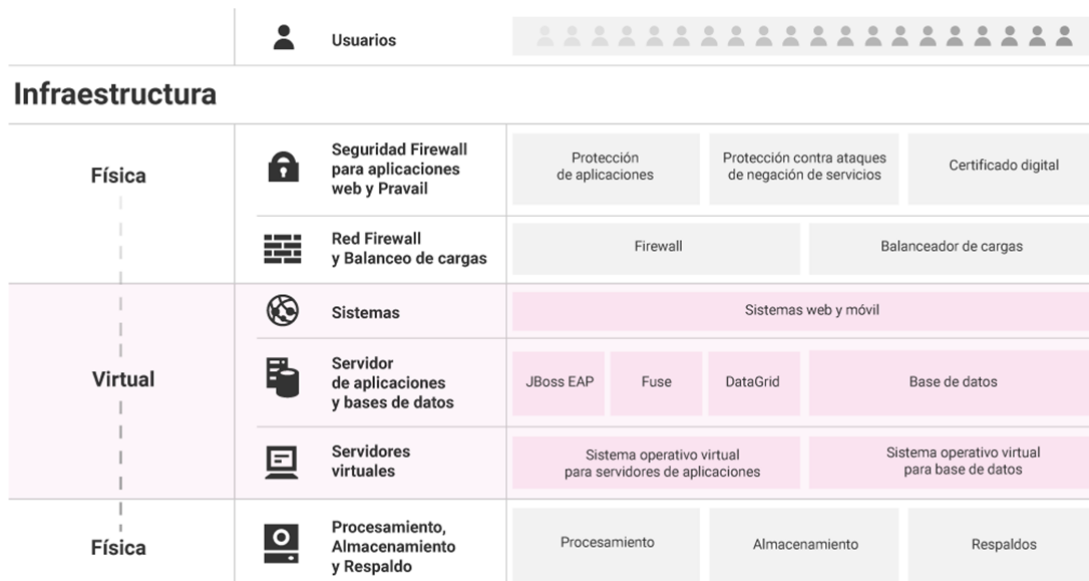 Usuarios
Infraestructura
Física
Seguridad Firewall
para aplicaciones
web y Pravail
Protección
de aplicaciones
Protección contra ataques
de negación de servicios
Certificado digital
Red Firewall
y Balanceo de cargas
Firewall
Balanceador de cargas
Virtual
Sistemas
Sistemas web y móvil
Servidor
de aplicaciones
y bases de datos
JBoss EAP
Fuse
DataGrid
Base de datos
Servidores
virtuales
Sistema operativo virtual
para servidores de aplicaciones
Sistema operativo virtual
para base de datos
Física
Procesamiento,
Almacenamiento
y Respaldo
Procesamiento
Almacenamiento
Respaldos